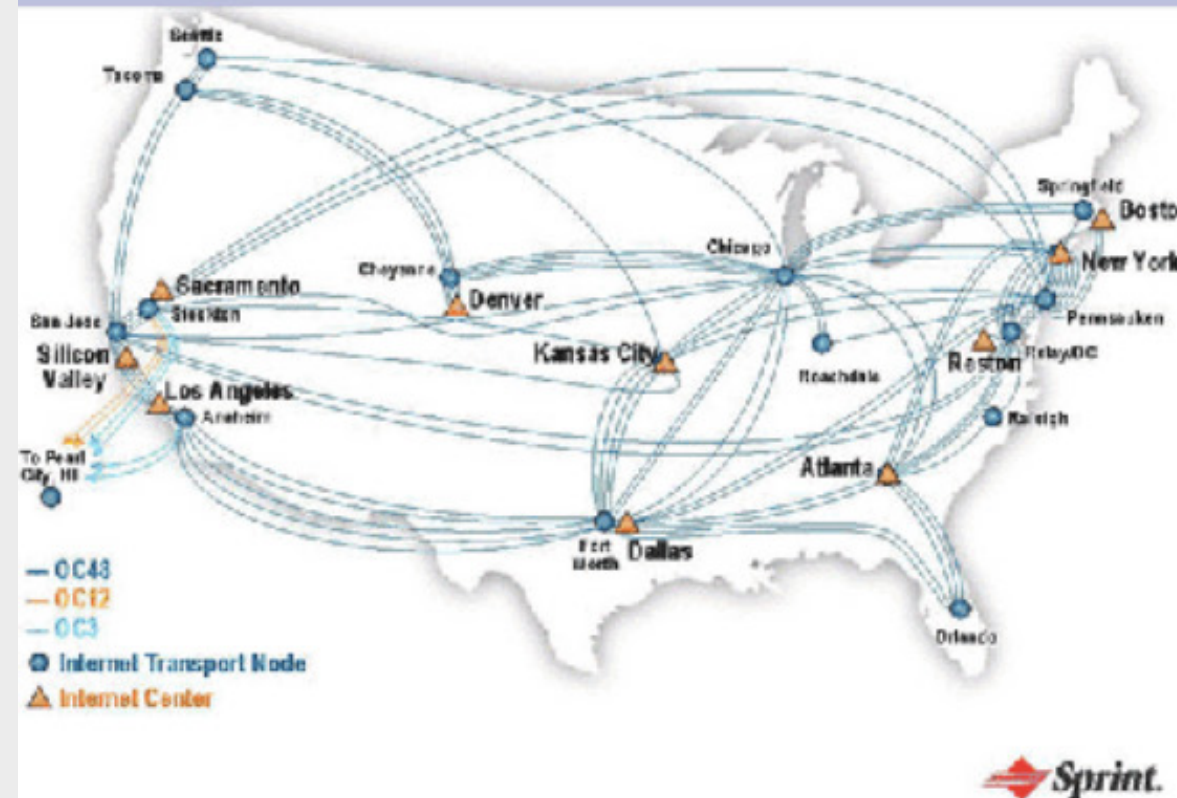 Seattle
Tacoma
Springfield
Bosto
Chicago
New York
Cheyenne
Sacramento
Denver
Stockton
Pennsauken
San Jose
Silicon
Valley
Kansas City
Roachdale
Reston
Relay/DC
Los Angeles
Anaheim
Raleigh
To Pearl
City, HI
Atlanta
Fort
Worth
Dallas
OC48
OC12
OC3
Internet Transport Node
Internet Center
Orlando
Sprint.